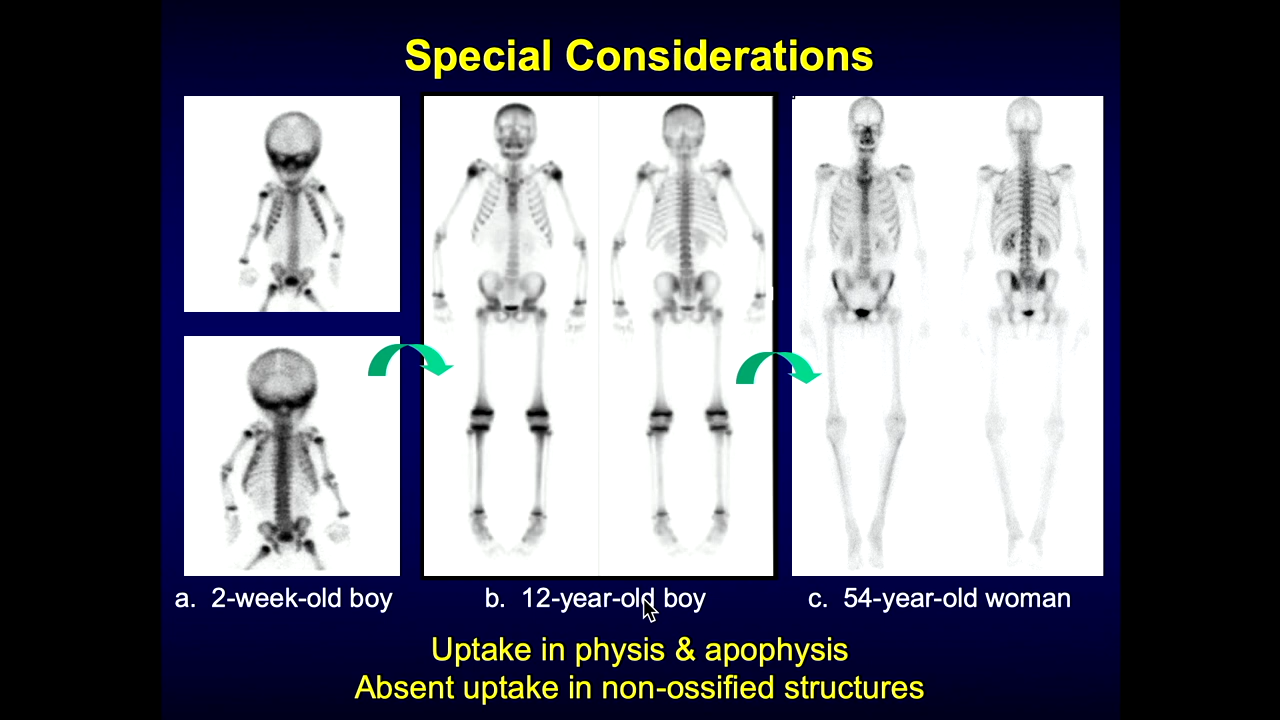 Special Considerations
a. 2-week-old boy
b. 12-year-old boy
c. 54-year-old woman
Uptake in physis & apophysis
Absent uptake in non-ossified structures